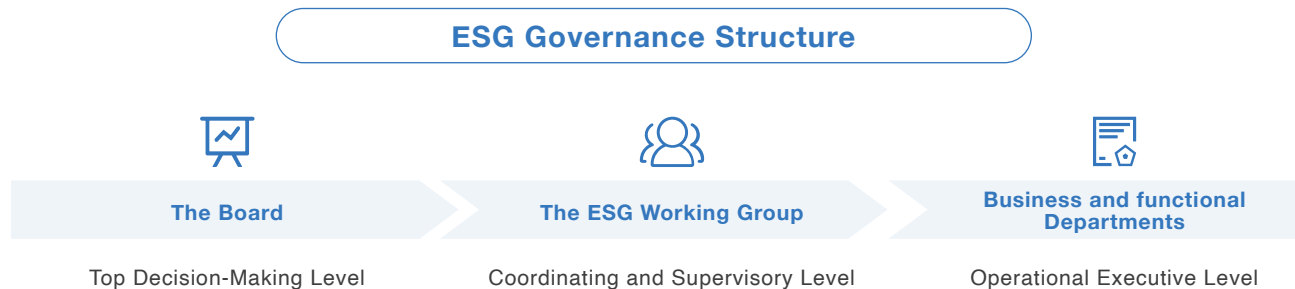 ESG Governance Structure
The Board
The ESG Working Group
Business and functional
Departments
Top Decision-Making Level
Coordinating and Supervisory Level
Operational Executive Level